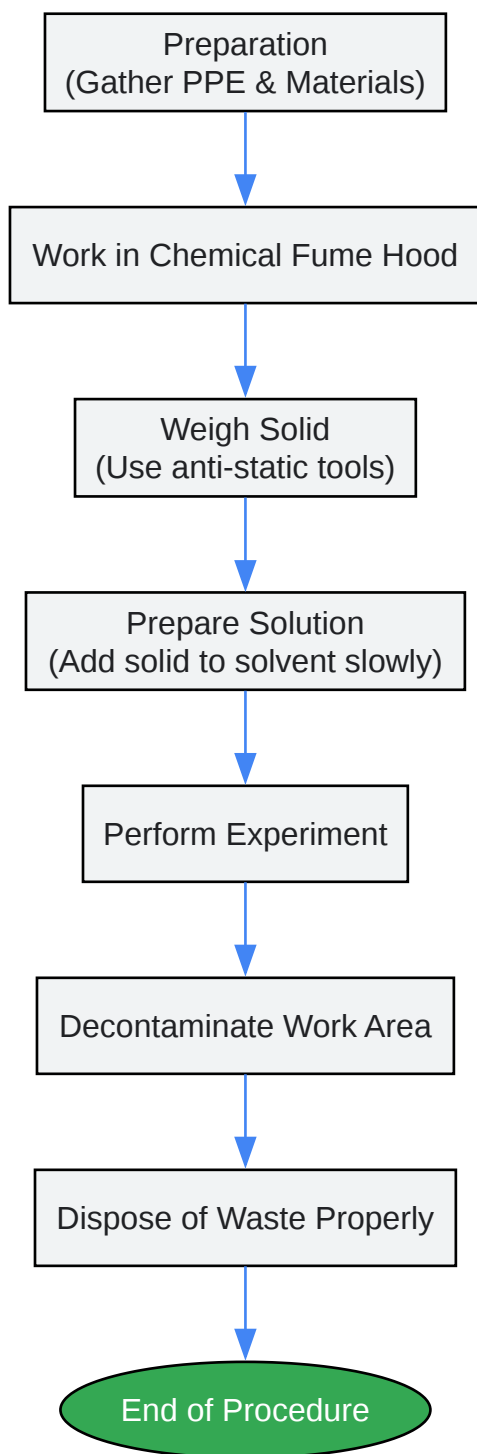 Preparation
(Gather PPE & Materials)
Work in Chemical Fume Hood
Weigh Solid
(Use anti-static tools)
Prepare Solution
(Add solid to solvent slowly)
Perform Experiment
Decontaminate Work Area
Dispose of Waste Properly
End of Procedure